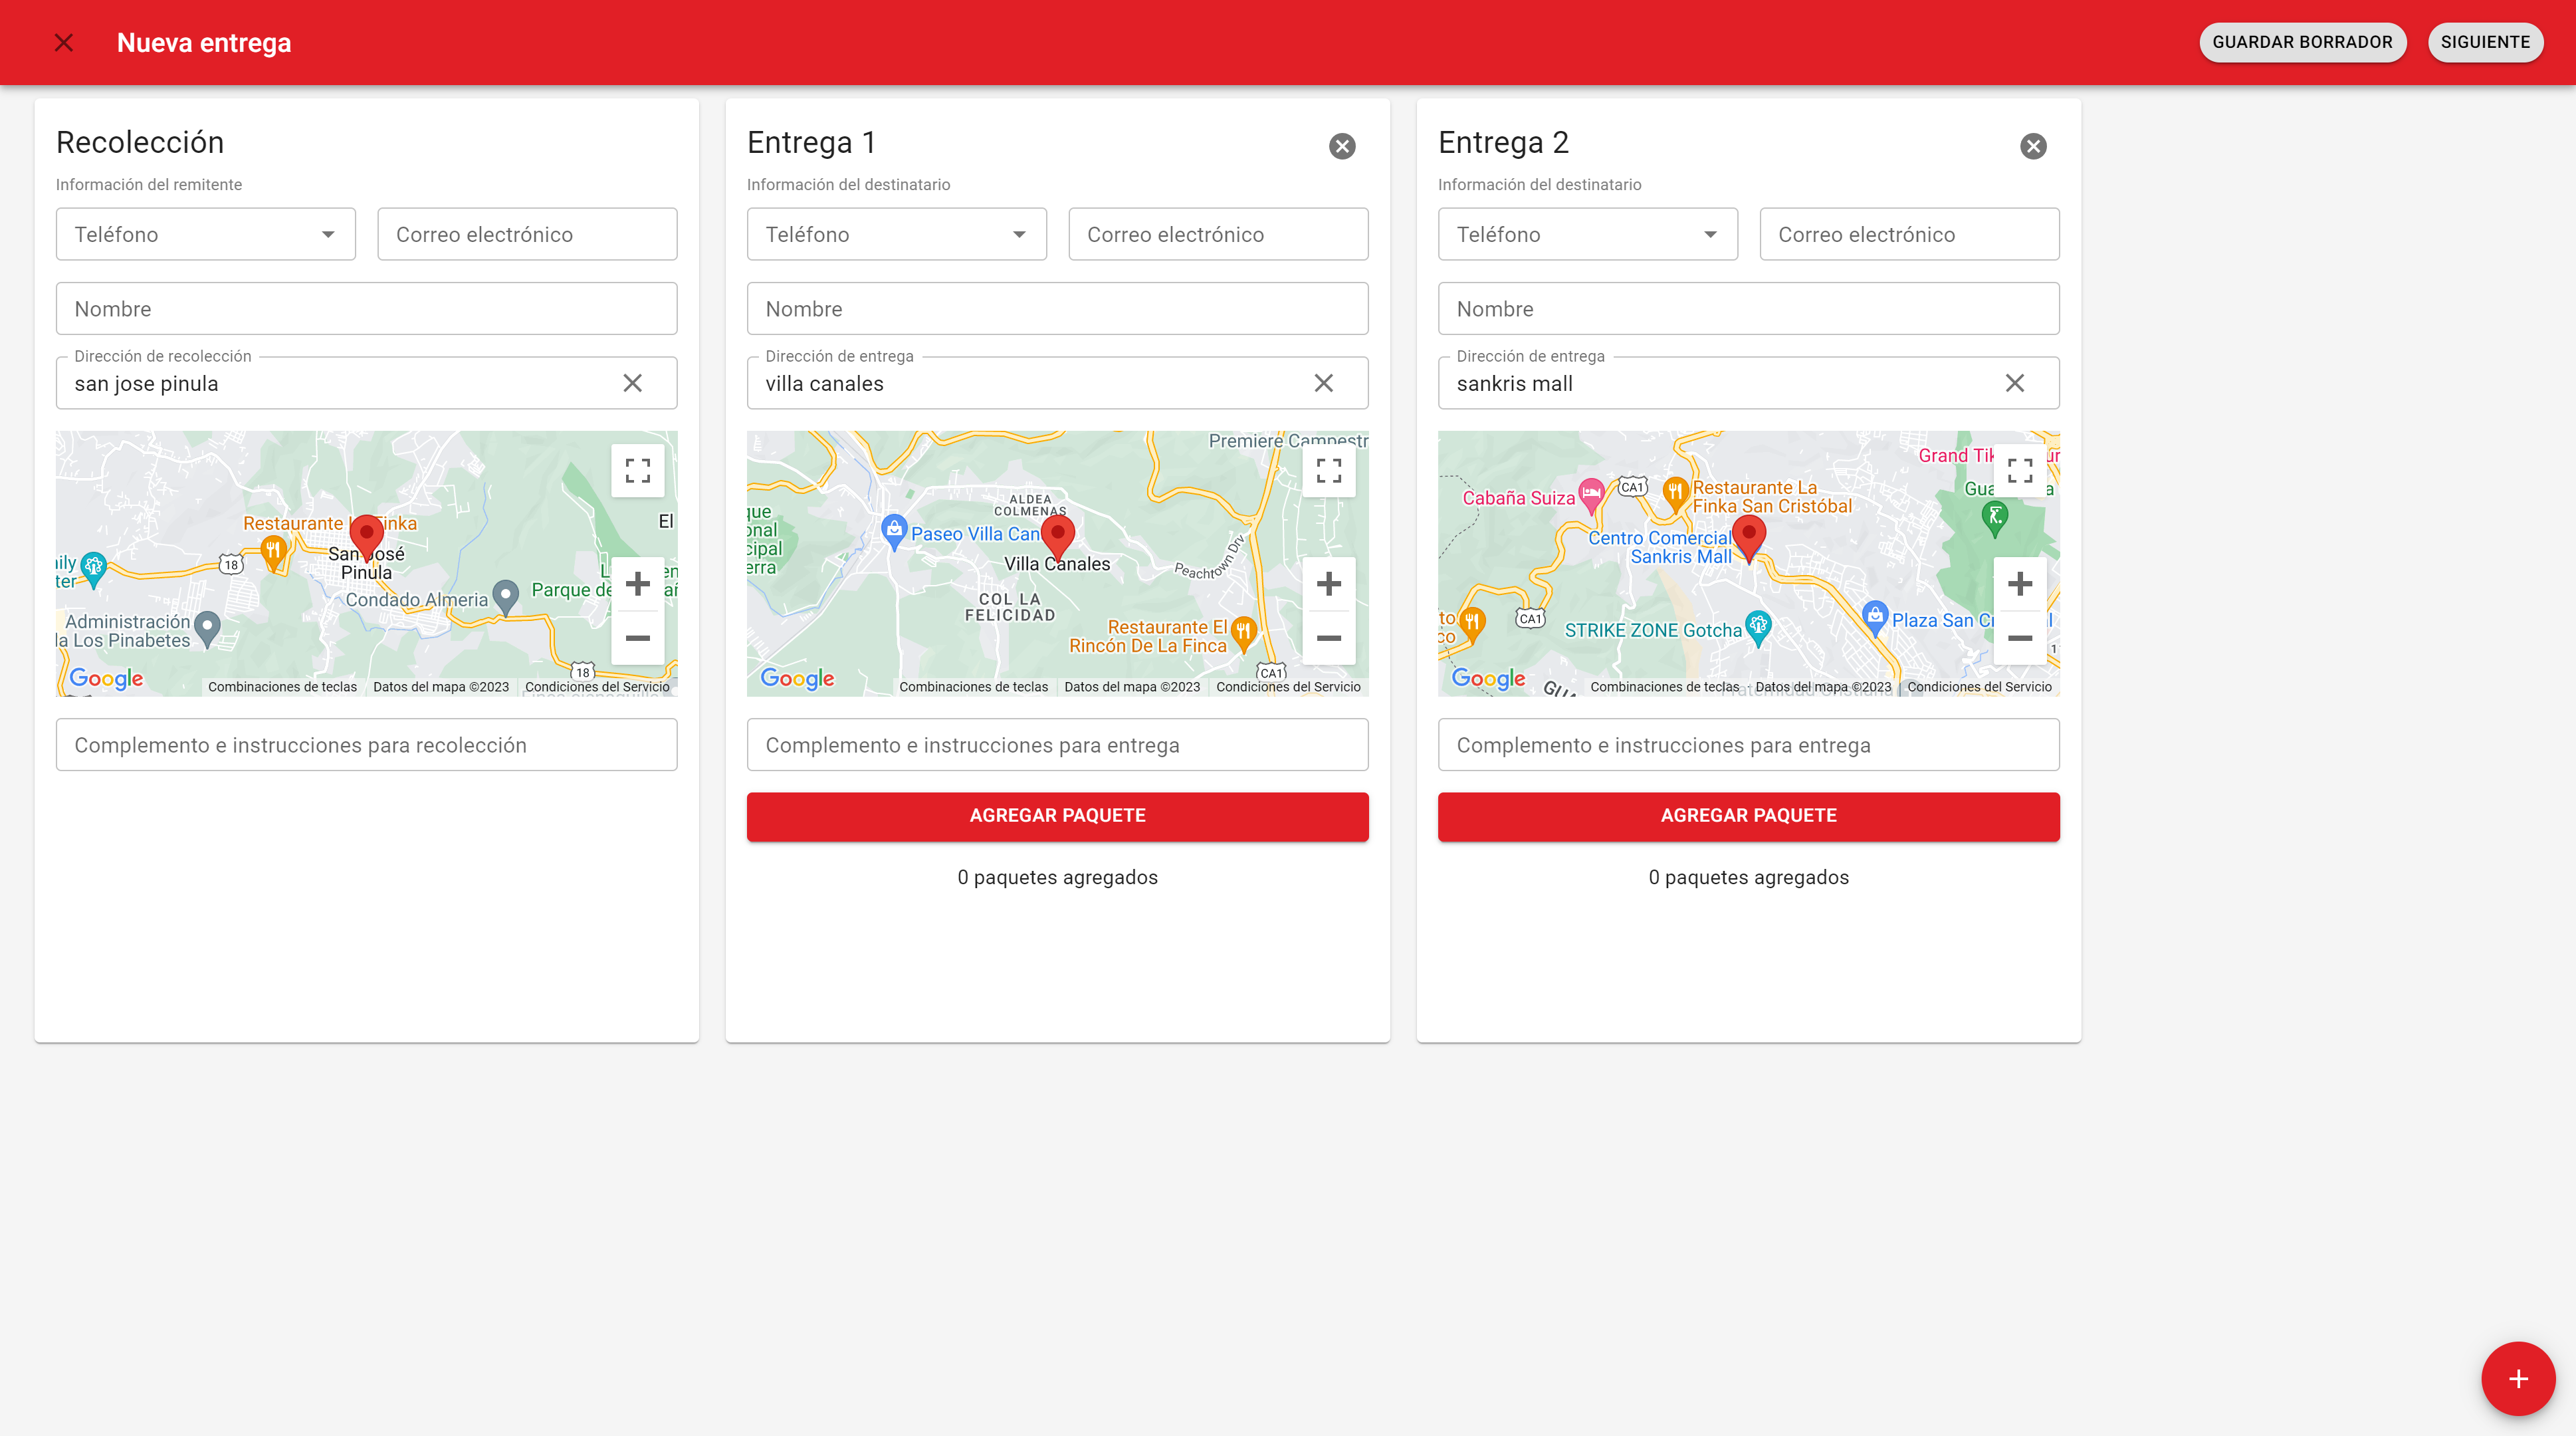 Nueva entrega
GUARDAR BORRADOR
SIGUIENTE
Recolección
Información del remitente
Teléfono
Correo electrónico
Nombre
Dirección de recolección
san jose pinula
Restaurante La Finka
El
San José
Pinula
18
Condado Almeria
Parque de
Administración
la Los Pinabetes
18
Google
Combinaciones de teclas
Datos del mapa ©2023
Condiciones del Servicio
Complemento e instrucciones para recolección
Entrega 1
Información del destinatario
Teléfono
Correo electrónico
Nombre
Dirección de entrega
villa canales
Premiere Campestr
ALDEA
COLMENAS
Paseo Villa Can
Villa Canales
Peachtown Drv.
COL LA
FELICIDAD
Restaurante El
Rincón De La Finca
CA1
Google
Combinaciones de teclas
Datos del mapa ©2023
Condiciones del Servicio
Complemento e instrucciones para entrega
AGREGAR PAQUETE
0 paquetes agregados
Entrega 2
Información del destinatario
Teléfono
Correo electrónico
Nombre
Dirección de entrega
sankris mall
Grand Tik
Cabaña Suiza
CA1
Restaurante La
Finka San Cristóbal
Centro Comercial
Sankris Mall
CA1
STRIKE ZONE Gotcha
Plaza San Cr
Google
Combinaciones de teclas
Datos del mapa ©2023
Condiciones del Servicio
Complemento e instrucciones para entrega
AGREGAR PAQUETE
0 paquetes agregados